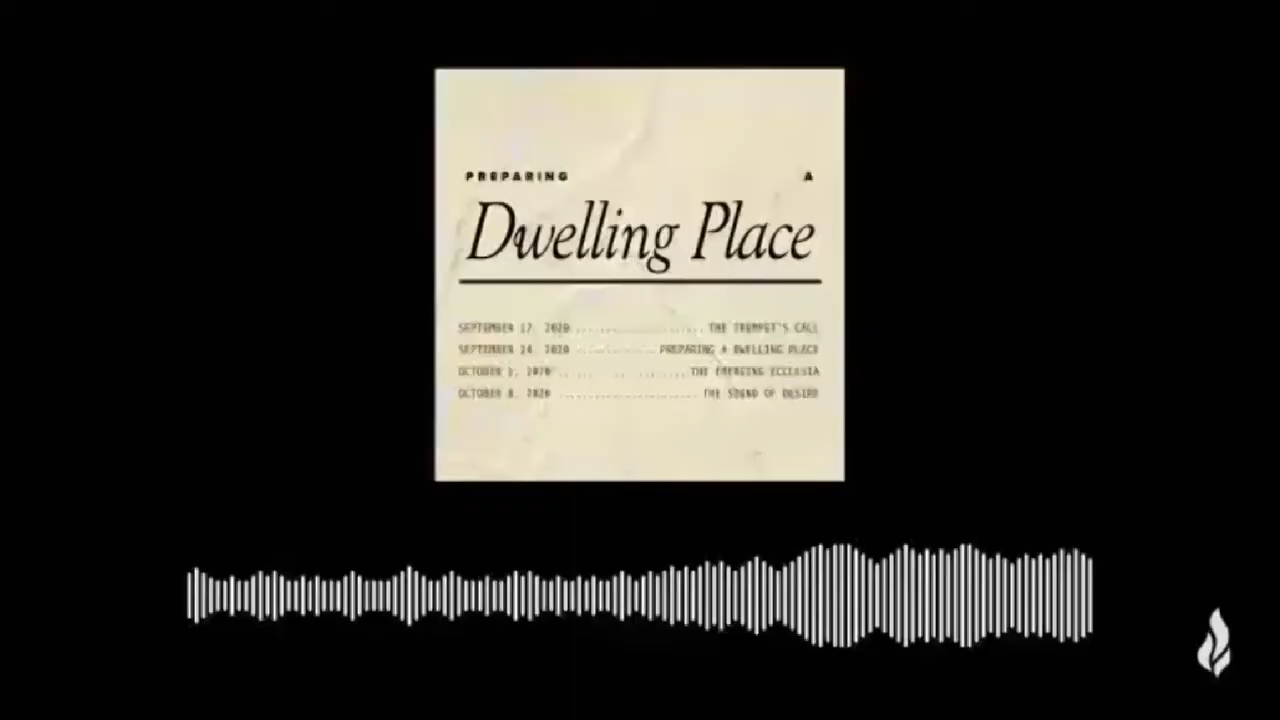 PREPARING A
Dwelling Place
SEPTEMBER 17, 2020 ........................ THE TRUMPET'S CALL
SEPTEMBER 24, 2020 ............... PREPARING A DWELLING PLACE
OCTOBER 1, 2020 ........................ THE EMERGING ECCLESIA
OCTOBER 8, 2020 ........................ THE SOUND OF DESIRE